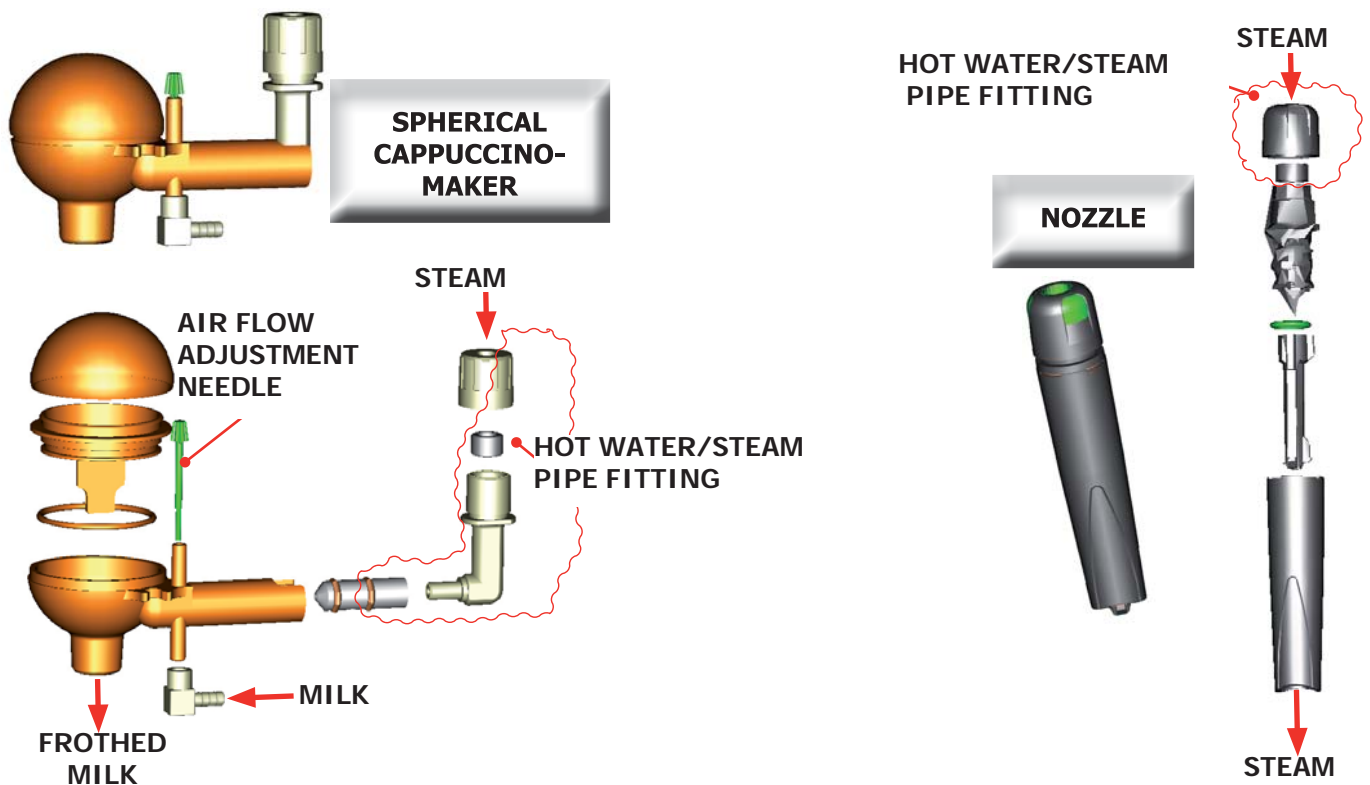 SPHERICAL
CAPPUCCINO-
MAKER
STEAM
AIR FLOW
ADJUSTMENT
NEEDLE
HOT WATER/STEAM
PIPE FITTING
MILK
FROTHED
MILK
STEAM
HOT WATER/STEAM
PIPE FITTING
NOZZLE
STEAM